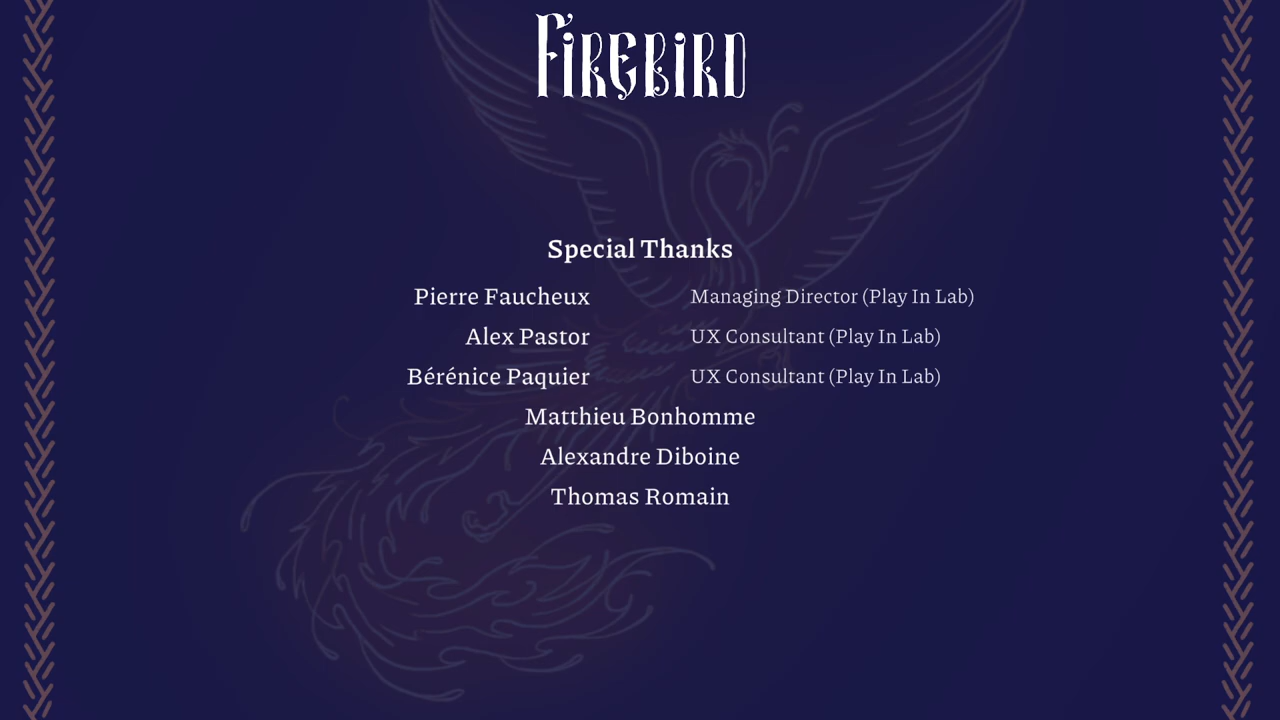 FiREBiRD
Special Thanks
Pierre Faucheux Managing Director (Play In Lab)
Alex Pastor UX Consultant (Play In Lab)
Bérénice Paquier UX Consultant (Play In Lab)
Matthieu Bonhomme
Alexandre Diboine
Thomas Romain